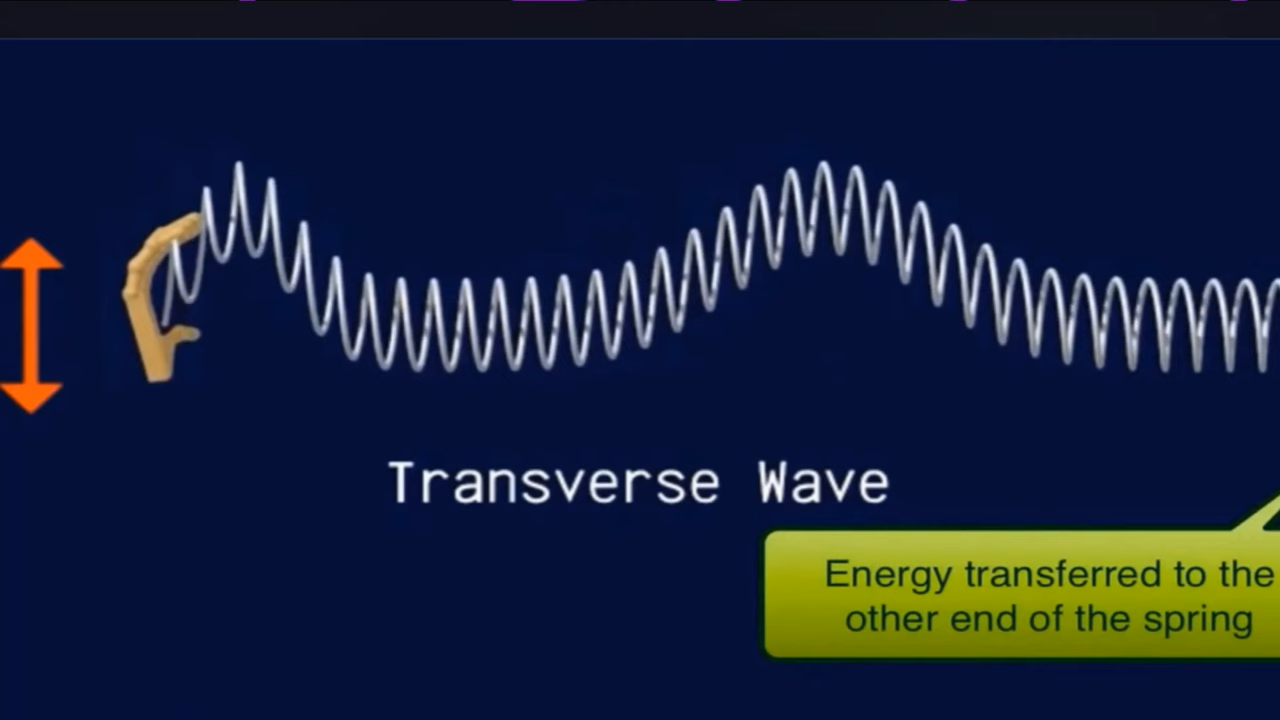 Transverse Wave
Energy transferred to the
other end of the spring